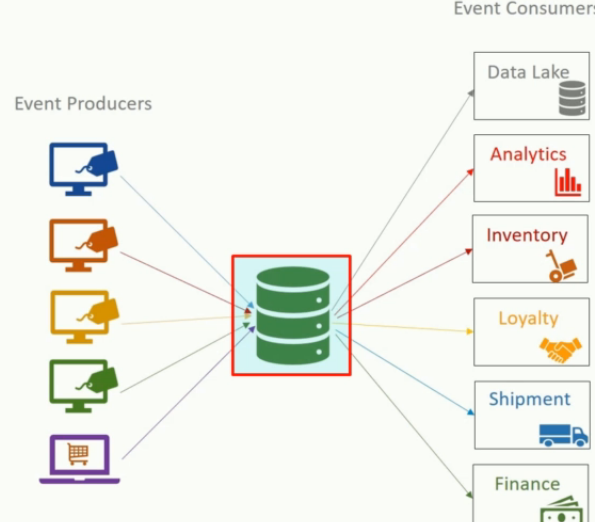 Event Consumers
Data Lake
Event Producers
Analytics
Inventory
Loyalty
Shipment
Finance